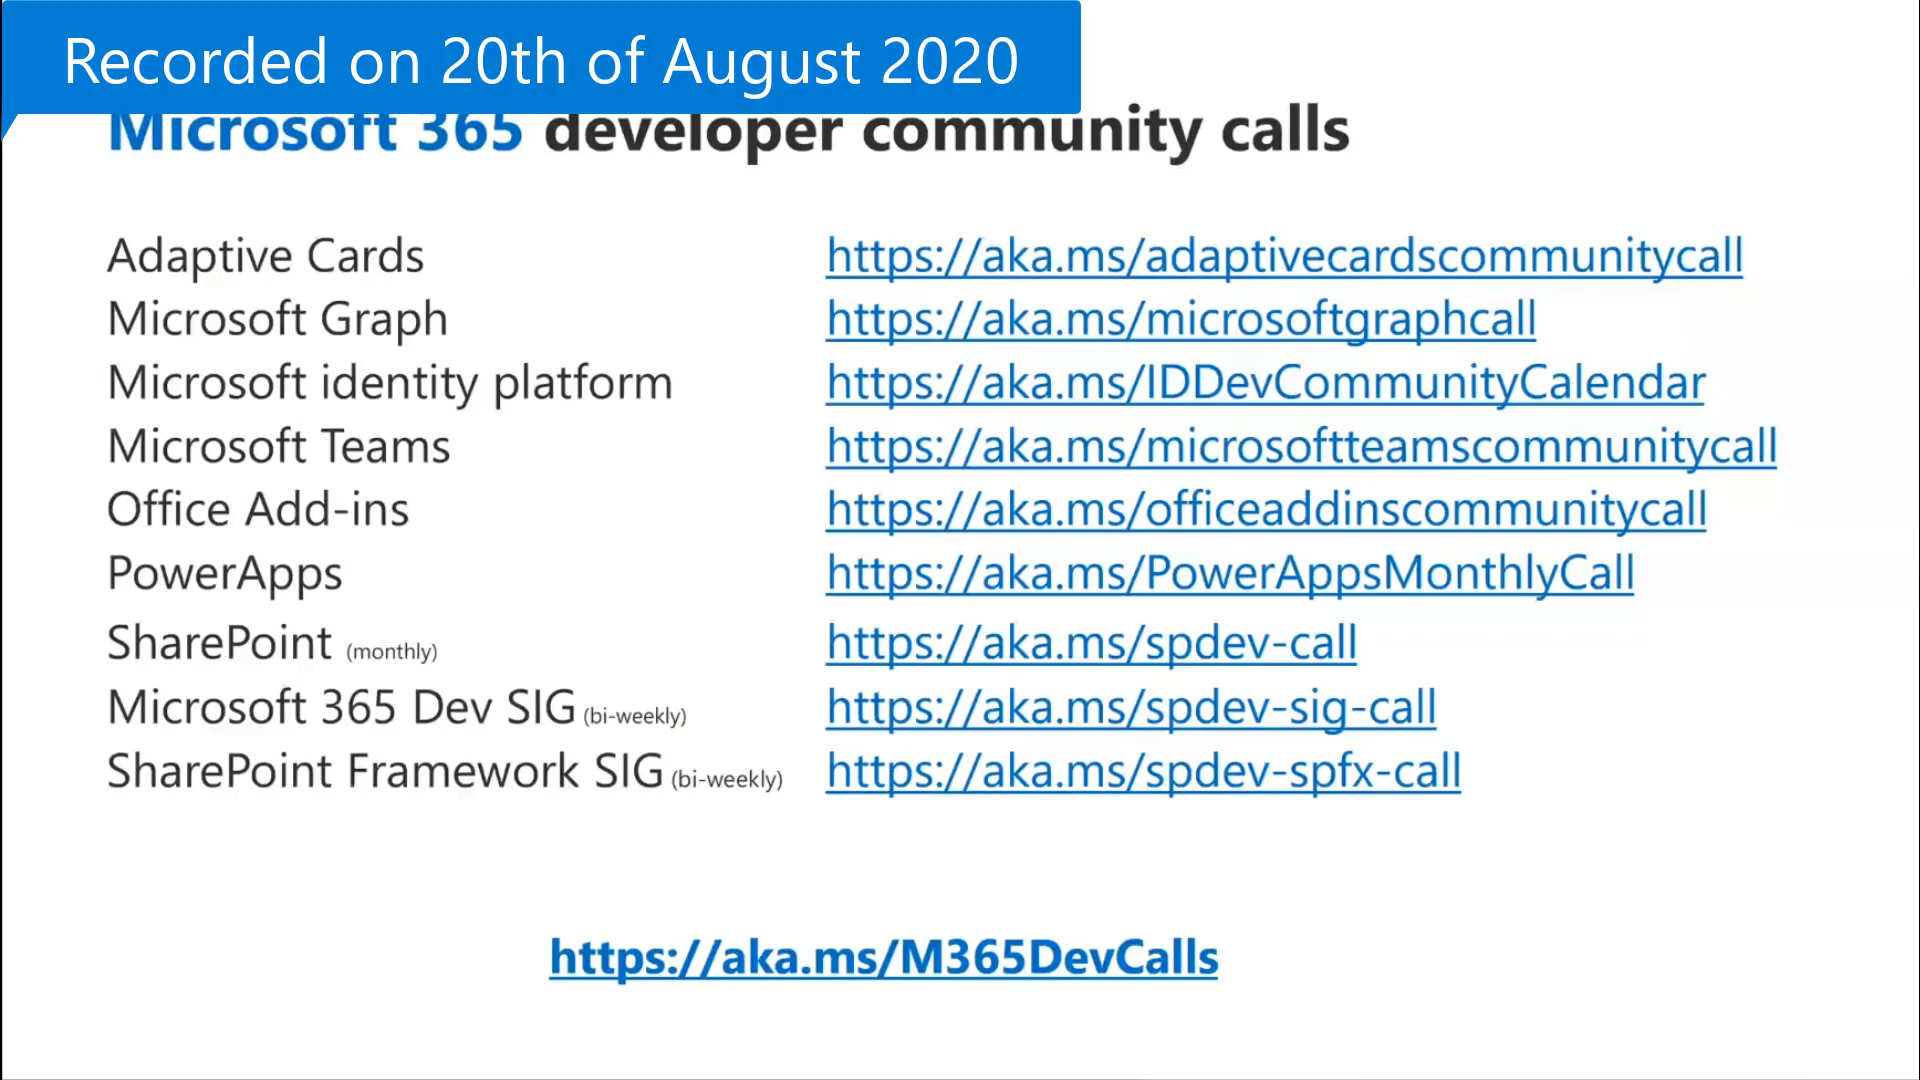 Recorded on 20th of August 2020
Microsoft 365 developer community calls
Adaptive Cards https://aka.ms/adaptivecardscommunitycall
Microsoft Graph https://aka.ms/microsoftgraphcall
Microsoft identity platform https://aka.ms/IDDevCommunityCalendar
Microsoft Teams https://aka.ms/microsoftteamscommunitycall
Office Add-ins https://aka.ms/officeaddinscommunitycall
PowerApps https://aka.ms/PowerAppsMonthlyCall
SharePoint (monthly) https://aka.ms/spdev-call
Microsoft 365 Dev SIG (bi-weekly) https://aka.ms/spdev-sig-call
SharePoint Framework SIG (bi-weekly) https://aka.ms/spdev-spfx-call
https://aka.ms/M365DevCalls